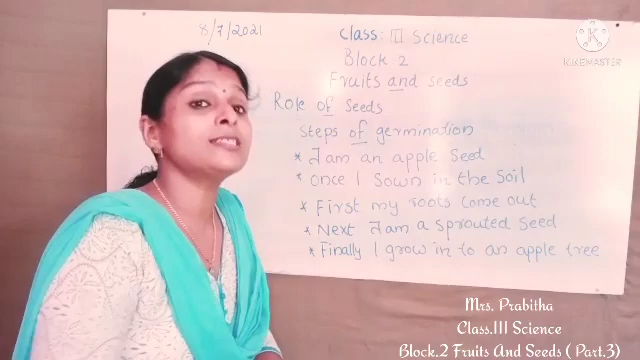 8/7/2021
Class: III Science
Block 2
Fruits and seeds
Role of Seeds
Steps of germination
* I am an apple seed
* Once I sown in the soil
* First my roots come out
* Next I am a sprouted seed
* Finally I grow in to an apple tree
KINEMASTER
Mrs. Prabitha
Class.III Science
Block.2 Fruits And Seeds ( Part.3)